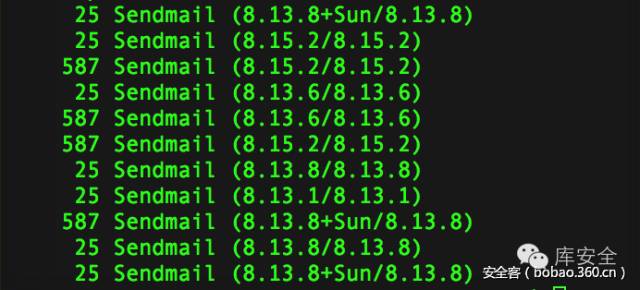 25 Sendmail (8.13.8+Sun/8.13.8)
25 Sendmail (8.15.2/8.15.2)
587 Sendmail (8.15.2/8.15.2)
25 Sendmail (8.13.6/8.13.6)
587 Sendmail (8.13.6/8.13.6)
587 Sendmail (8.15.2/8.15.2)
25 Sendmail (8.13.8/8.13.8)
25 Sendmail (8.13.1/8.13.1)
587 Sendmail (8.13.8+Sun/8.13.8)
25 Sendmail (8.13.8/8.13.8)
25 Sendmail (8.13.8+Sun/8.13.8)
库安全
安全客(bobao.360.cn)